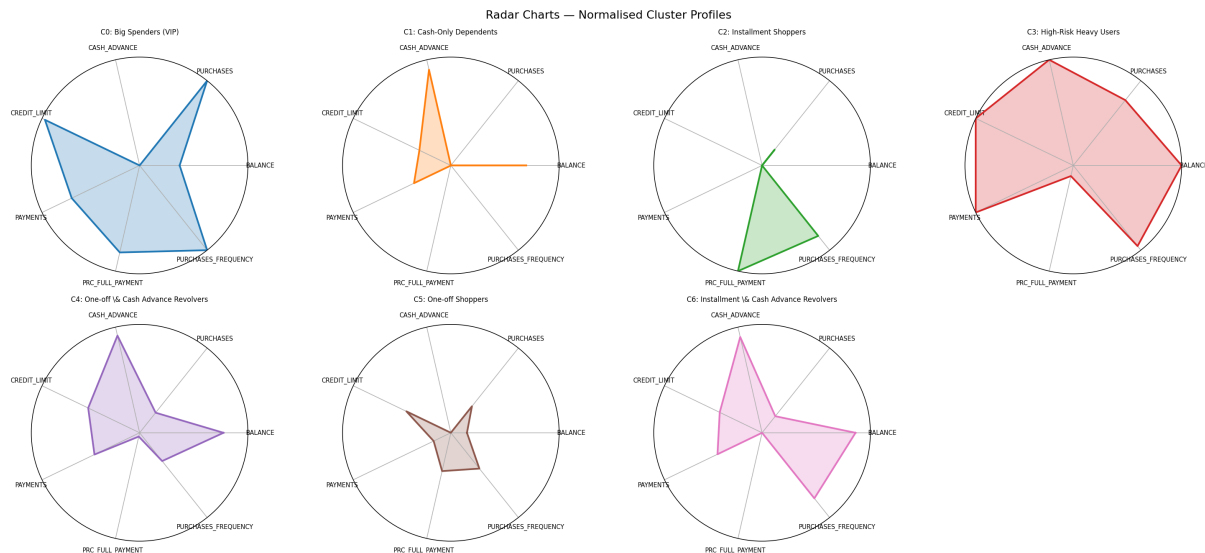 Radar Charts — Normalised Cluster Profiles
C0: Big Spenders (VIP)
CASH_ADVANCE
PURCHASES
CREDIT_LIMIT
BALANCE
PAYMENTS
PURCHASES_FREQUENCY
PRC_FULL_PAYMENT
C1: Cash-Only Dependents
CASH_ADVANCE
PURCHASES
CREDIT_LIMIT
BALANCE
PAYMENTS
PURCHASES_FREQUENCY
PRC_FULL_PAYMENT
C2: Installment Shoppers
CASH_ADVANCE
PURCHASES
CREDIT_LIMIT
BALANCE
PAYMENTS
PURCHASES_FREQUENCY
PRC_FULL_PAYMENT
C3: High-Risk Heavy Users
CASH_ADVANCE
PURCHASES
CREDIT_LIMIT
BALANCE
PAYMENTS
PURCHASES_FREQUENCY
PRC_FULL_PAYMENT
C4: One-off \& Cash Advance Revolvers
CASH_ADVANCE
PURCHASES
CREDIT_LIMIT
BALANCE
PAYMENTS
PURCHASES_FREQUENCY
PRC_FULL_PAYMENT
C5: One-off Shoppers
CASH_ADVANCE
PURCHASES
CREDIT_LIMIT
BALANCE
PAYMENTS
PURCHASES_FREQUENCY
PRC_FULL_PAYMENT
C6: Installment \& Cash Advance Revolvers
CASH_ADVANCE
PURCHASES
CREDIT_LIMIT
BALANCE
PAYMENTS
PURCHASES_FREQUENCY
PRC_FULL_PAYMENT